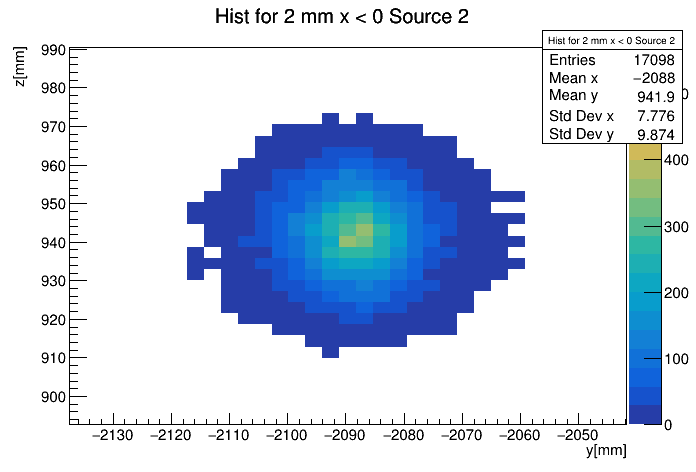 Hist for 2 mm x < 0 Source 2
z[mm]
990
980
970
960
950
940
930
920
910
900
−2130
−2120
−2110
−2100
−2090
−2080
−2070
−2060
−2050
y[mm]
Hist for 2 mm x < 0 Source 2
Entries 17098
Mean x −2088
Mean y 941.9
Std Dev x 7.776
Std Dev y 9.874
0
400
300
200
100
0